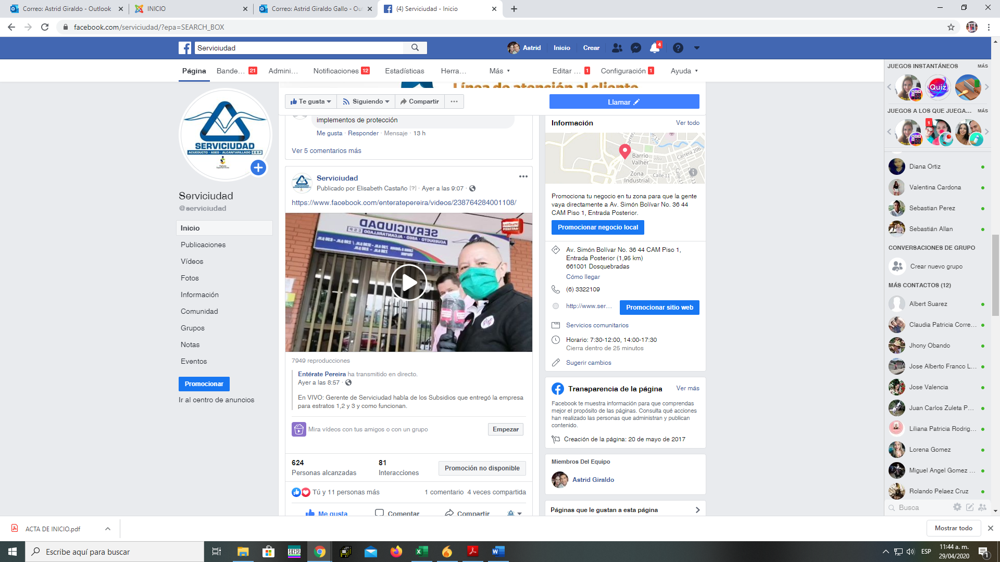 Correo: Astrid Giraldo - Outlook
INICIO
Correo: Astrid Giraldo Gallo - Ou
(4) Serviciudad - Inicio
facebook.com/serviciudad/?epa=SEARCH_BOX
Serviciudad
Astrid
Inicio
Crear
4
Página
Bande... 21
Admini...
Notificaciones 12
Estadísticas
Herra...
Más
Editar ... 1
Configuración 1
Ayuda
Línea de atención al cliente
Te gusta
Siguiendo
Compartir
Llamar
SERVICIUDAD
ACUEDUCTO - ASEO - ALCANTARILLADO ESP
Serviciudad
@serviciudad
Inicio
Publicaciones
Vídeos
Fotos
Información
Comunidad
Grupos
Notas
Eventos
Promocionar
Ir al centro de anuncios
implementos de protección
Me gusta · Responder · Mensaje · 13 h
Ver 5 comentarios más
Serviciudad
Publicado por Elisabeth Castaño [?] · Ayer a las 9:07 ·
https://www.facebook.com/enteratepereira/videos/238764284001108/
SERVICIUDAD
ACUEDUCTO - ASEO - ALCANTARILLADO ESP
ENTÉRATE PEREIRA
7949 reproducciones
Entérate Pereira ha transmitido en directo.
Ayer a las 8:57 ·
En VIVO: Gerente de Serviciudad habla de los Subsidios que entregó la empresa
para estratos 1,2 y 3 y como funcionan.
Mira vídeos con tus amigos o con un grupo
Empezar
624
Personas alcanzadas
81
Interacciones
Promoción no disponible
Tú y 11 personas más
1 comentario 4 veces compartida
Me gusta
Comentar
Compartir
Información
Ver todo
Carrera
Barrio
Valher
Zona
Industrial
Calle 11
Carrera 20b
Calle 11
Promociona tu negocio en tu zona para que la gente
vaya directamente a Av. Simón Bolívar No. 36 44
CAM Piso 1, Entrada Posterior.
Promocionar negocio local
Av. Simón Bolívar No. 36 44 CAM Piso 1,
Entrada Posterior (1,95 km)
661001 Dosquebradas
Cómo llegar
(6) 3322109
http://www.ser...
Promocionar sitio web
Servicios comunitarios
Horario: 7:30-12:00, 14:00-17:30
Cierra dentro de 25 minutos
Sugerir cambios
Transparencia de la página
Ver más
Facebook te muestra información para que comprendas
mejor el propósito de las páginas. Consulta qué acciones
han realizado las personas que administran y publican
contenido.
Creación de la página: 20 de mayo de 2017
Miembros Del Equipo
Astrid Giraldo
Páginas que le gustan a esta página
JUEGOS INSTANTÁNEOS
MÁS
Quiz
JUEGOS A LOS QUE JUEGA...
MÁS
1
Diana Ortiz
Valentina Cardona
Sebastian Perez
Sebastián Allan
CONVERSACIONES DE GRUPO
Crear nuevo grupo
MÁS CONTACTOS (12)
Albert Suarez
Claudia Patricia Corre...
Jhony Obando
Jose Alberto Franco L...
Jose Valencia
Juan Carlos Zuleta P...
Liliana Patricia Rodrig...
Lorena Gomez
Miguel Angel Gomez ...
Rolando Pelaez Cruz
Busca
ACTA DE INICIO.pdf
Mostrar todo
Escribe aquí para buscar
ESP
11:44 a. m.
29/04/2020
1